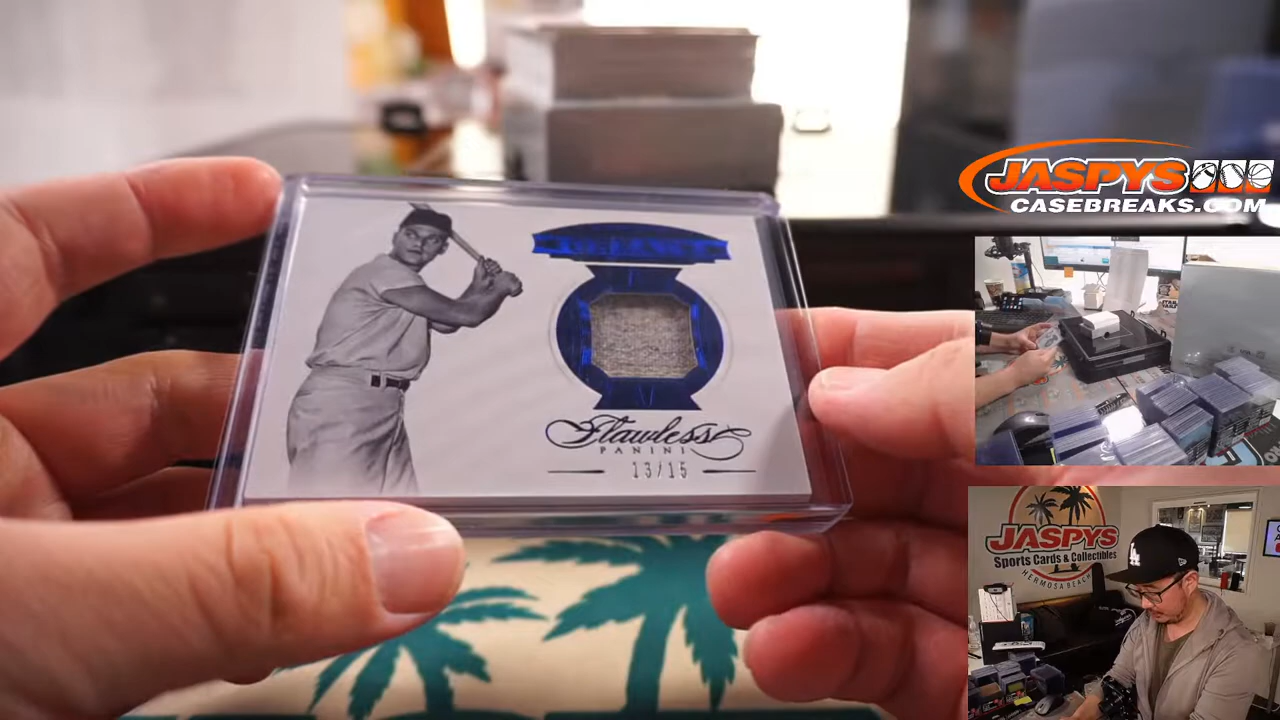 Flawless
PANINI
13/15
JASPYS
CASEBREAKS.COM
JASPYS
Sports Cards & Collectibles
HERMOSA BEACH
LA